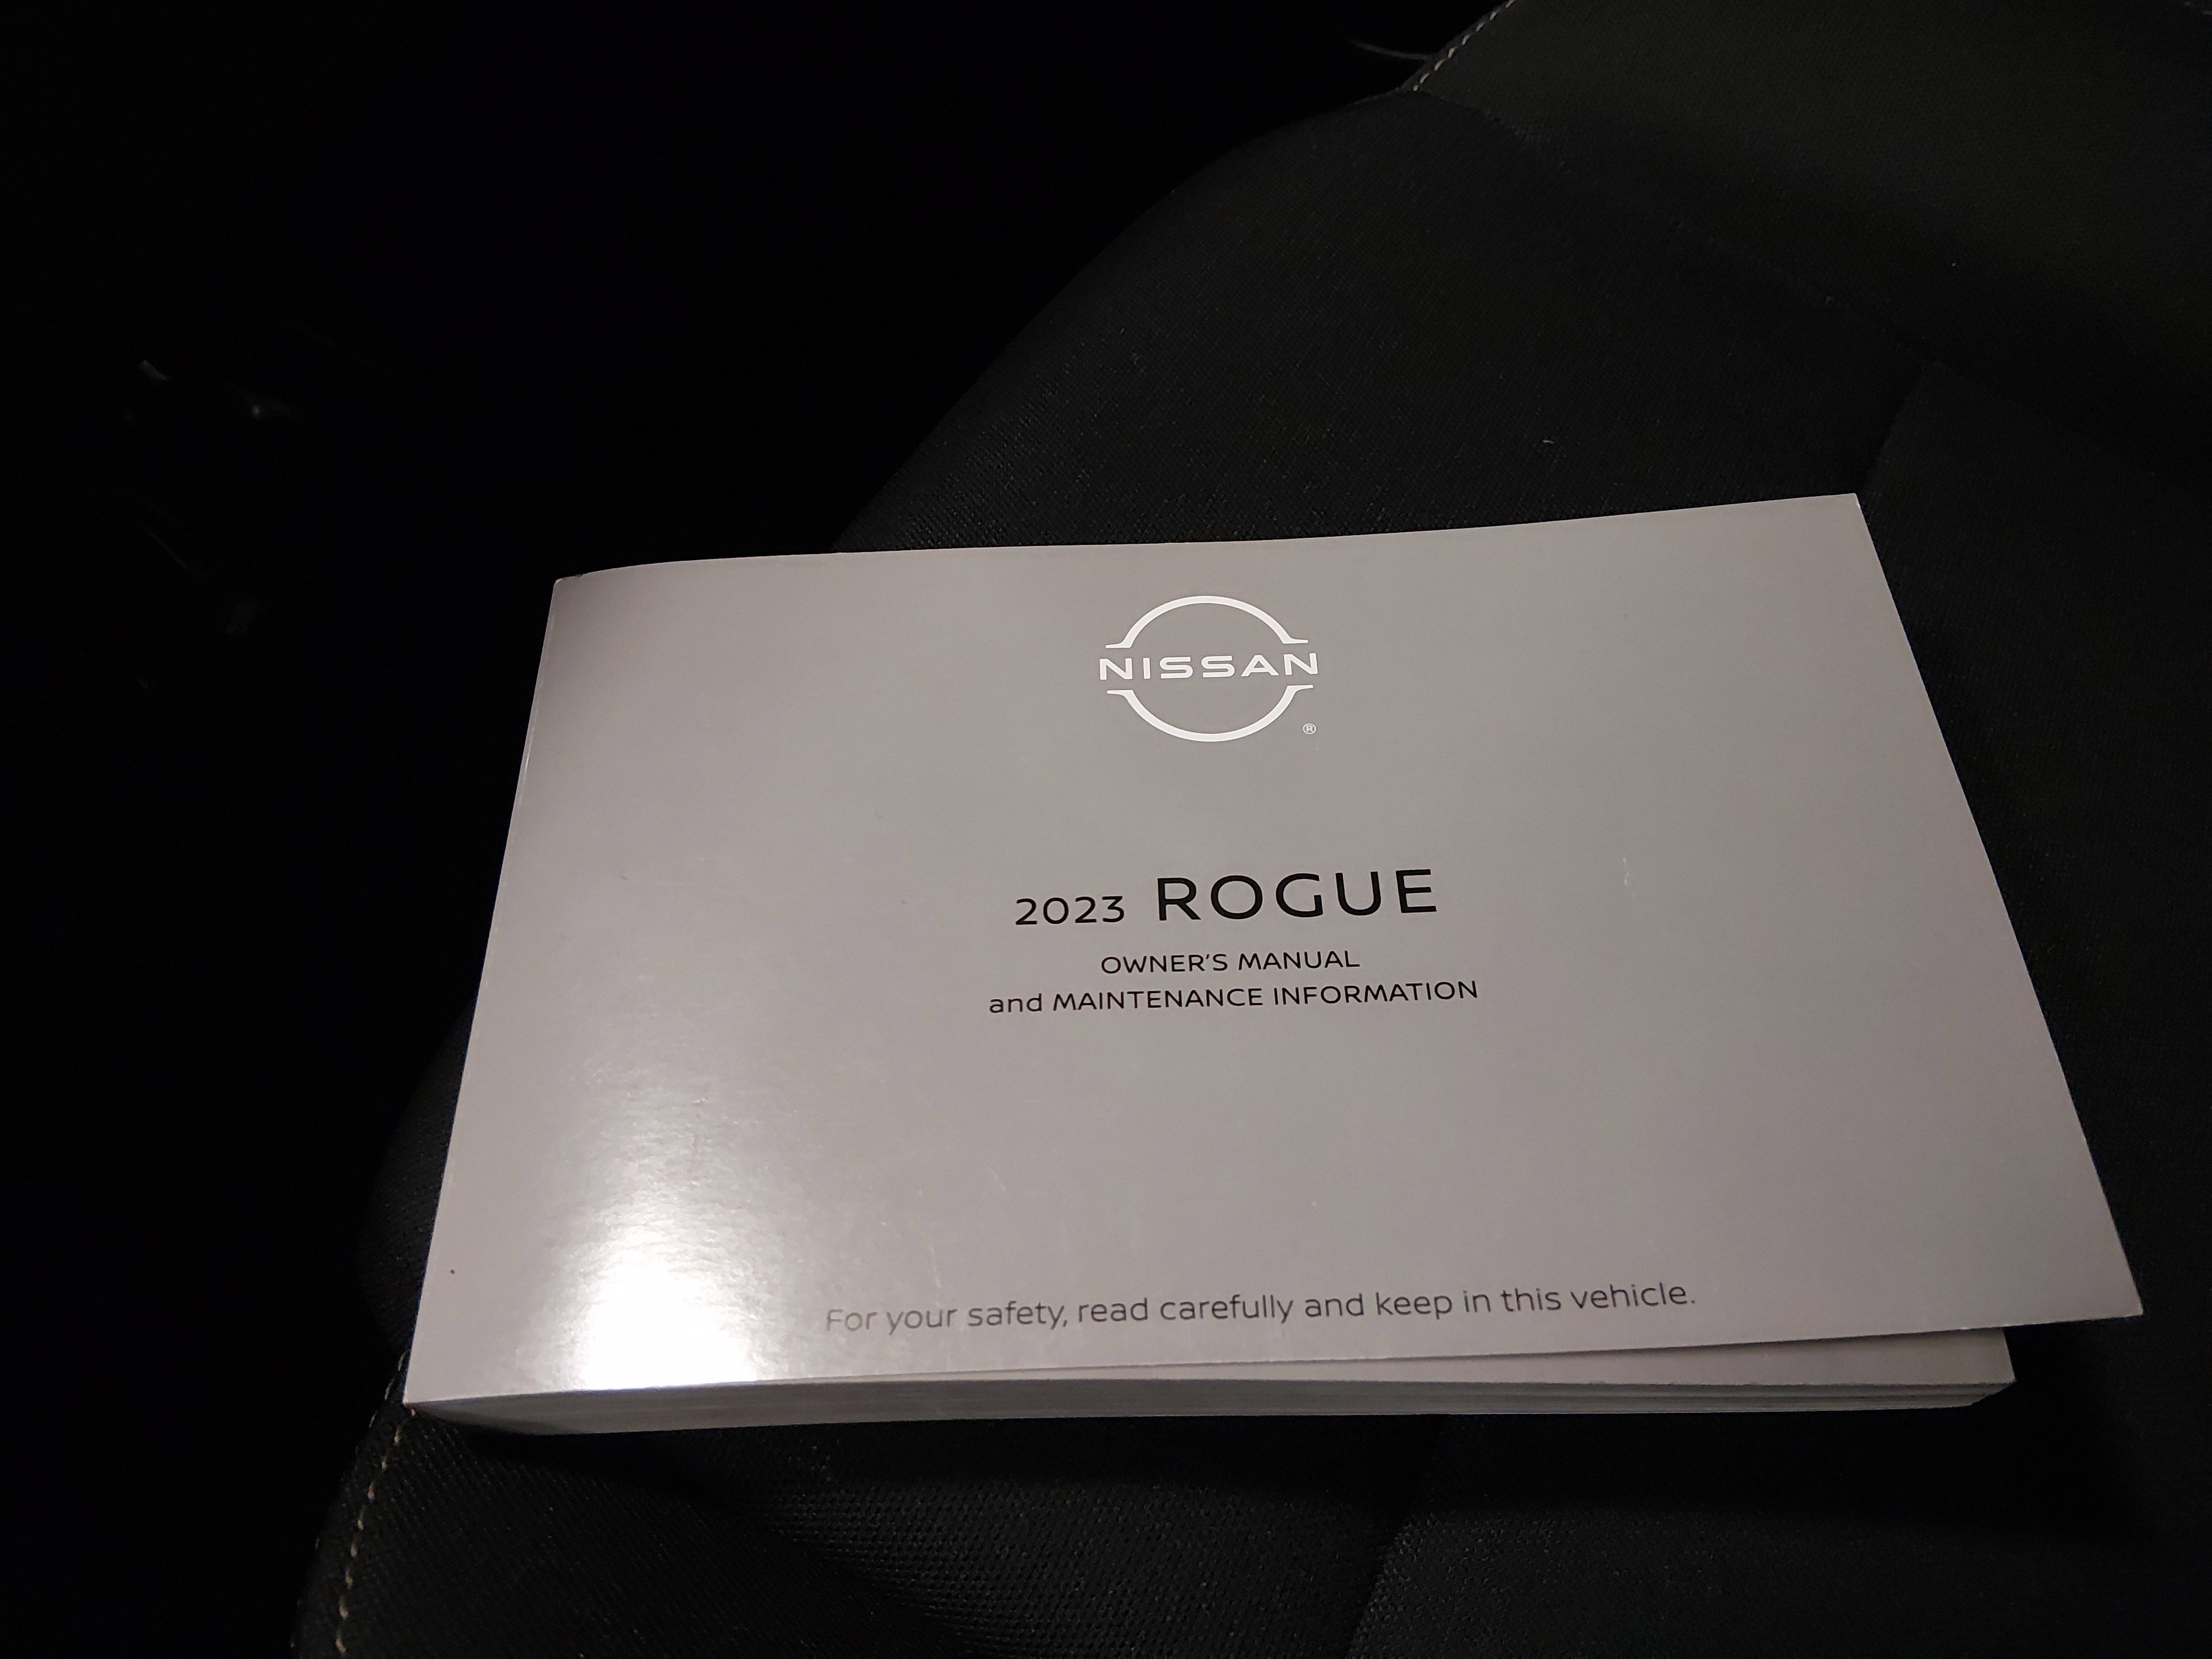 NISSAN
®
2023 ROGUE
OWNER'S MANUAL
and MAINTENANCE INFORMATION
For your safety, read carefully and keep in this vehicle.